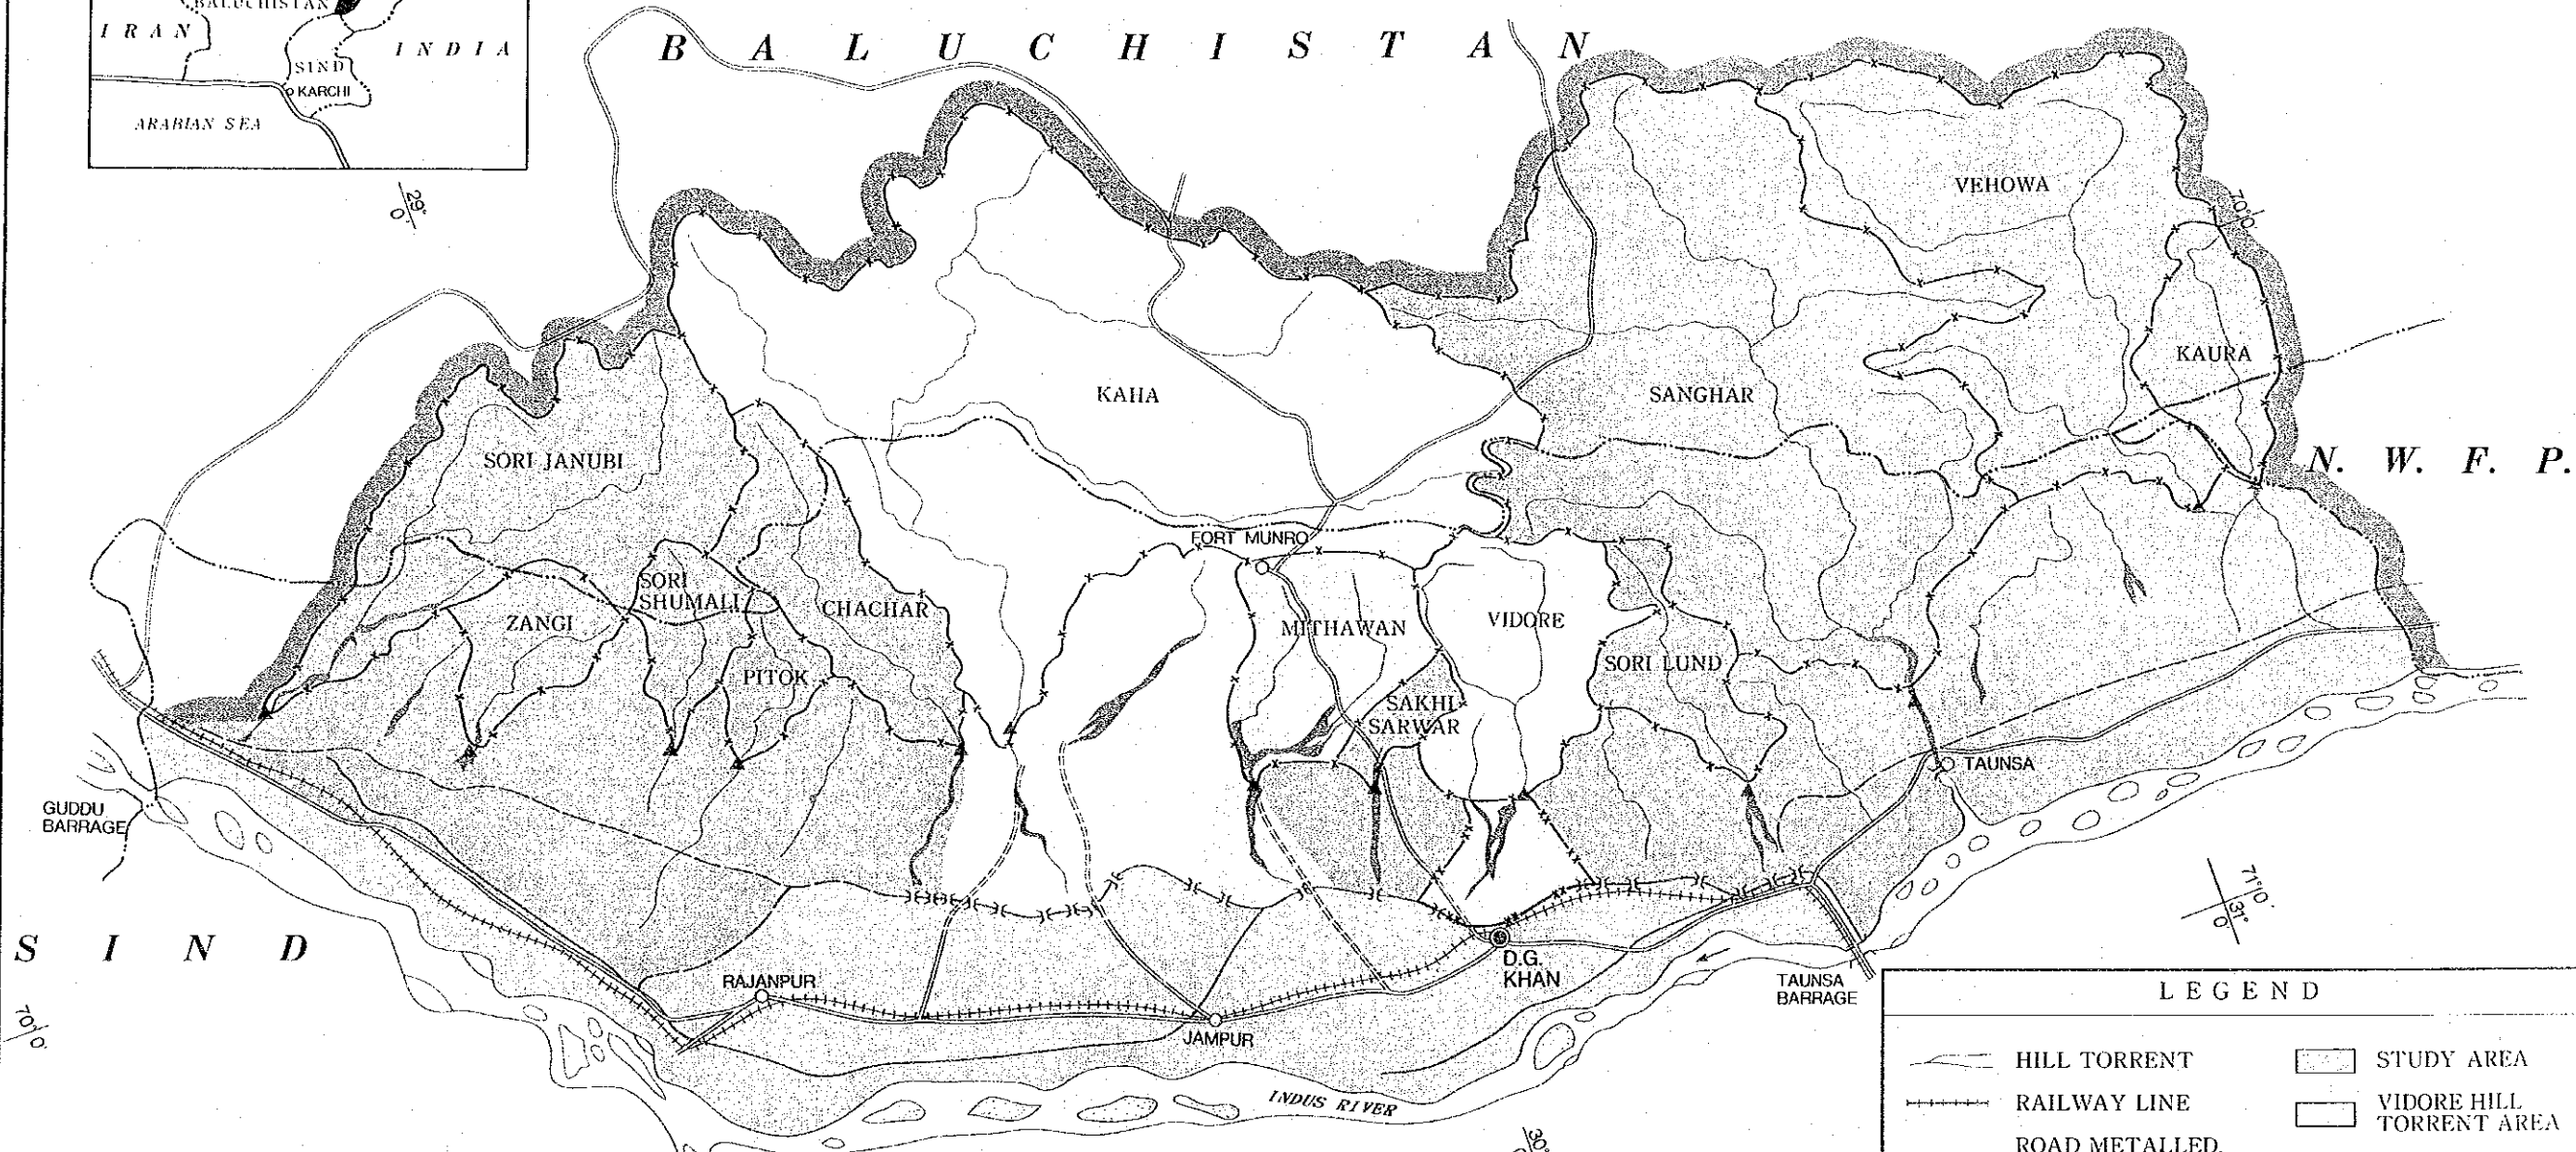 BALUCHISTAN
IRAN
INDIA
SIND
KARCHI
ARABIAN SEA
BALUCHISTAN
29°
0'
VEHOWA
70°0'
KAURA
KAHA
SANGHAR
SORI JANUBI
N. W. F. P.
FORT MUNRO
SORI
SHUMALI
ZANGI
CHACHAR
MITHAWAN
VIDORE
SORI LUND
PITOK
SAKHI
SARWAR
TAUNSA
GUDDU
BARRAGE
71°0'
31°
0'
SIND
D.G.
KHAN
RAJANPUR
TAUNSA
BARRAGE
JAMPUR
70°
0'
INDUS RIVER
30°
LEGEND
HILL TORRENT
STUDY AREA
RAILWAY LINE
VIDORE HILL
TORRENT AREA
ROAD METALLED,